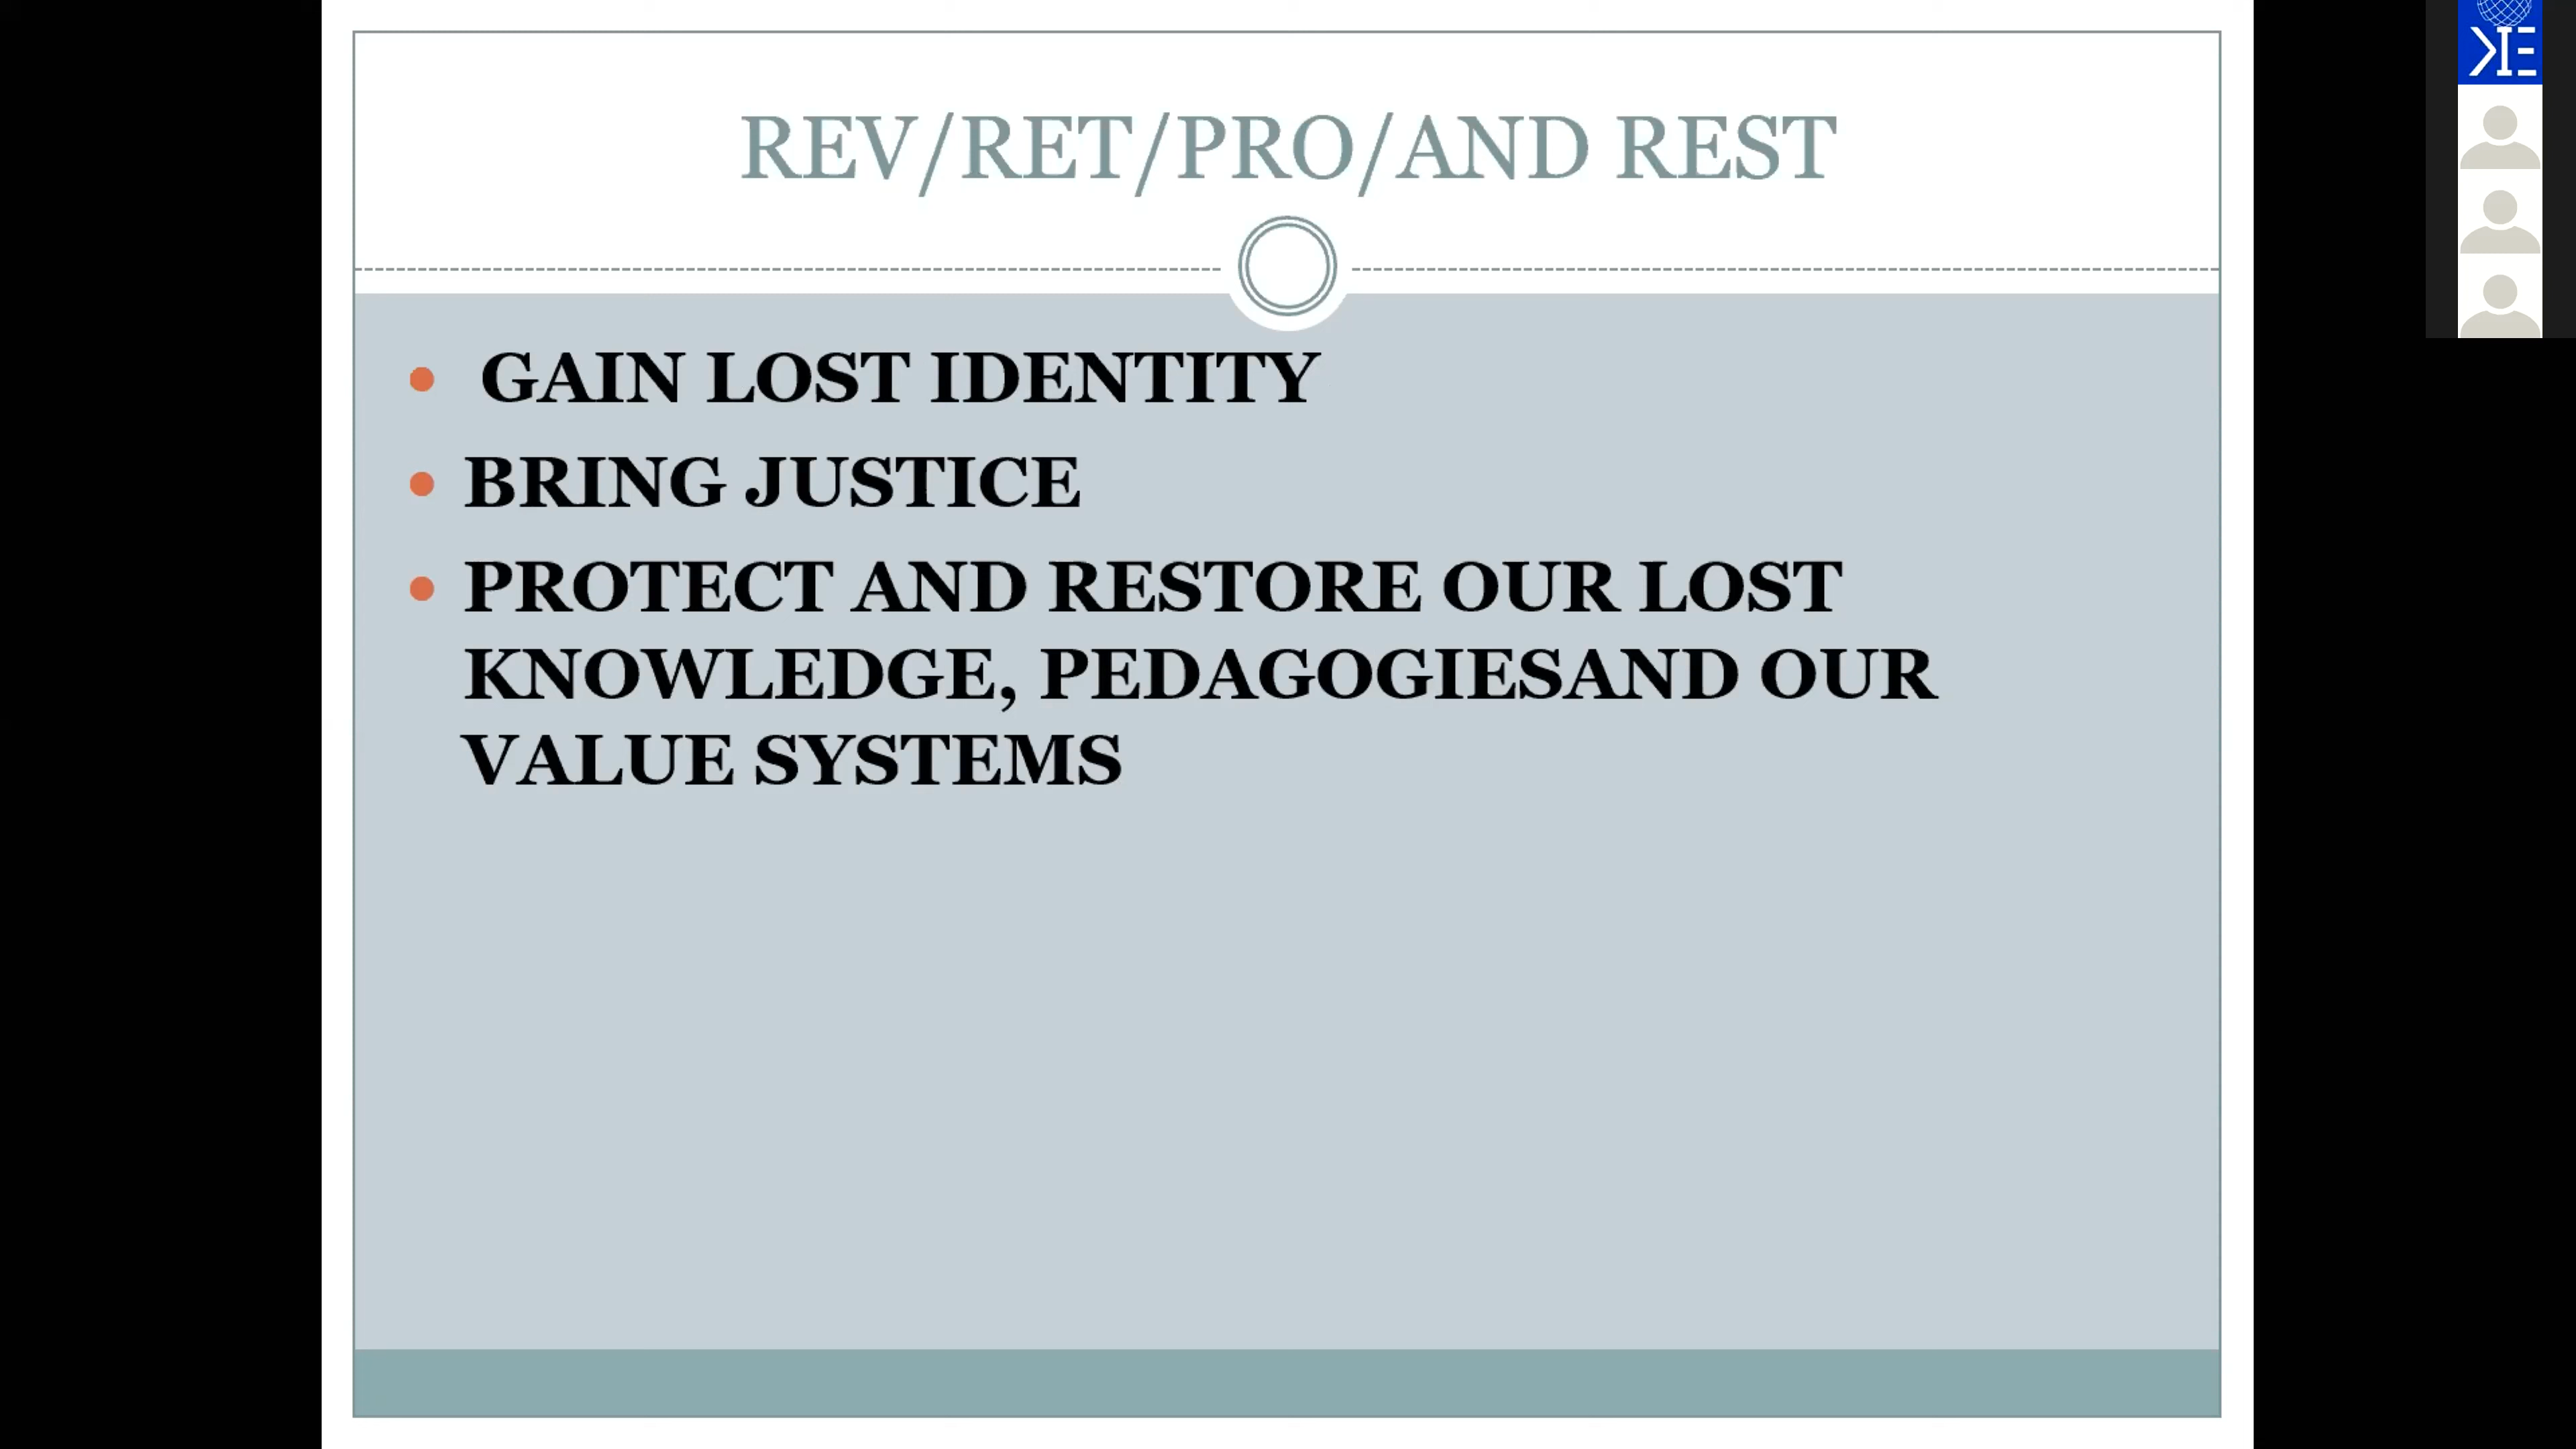 REV/RET/PRO/AND REST
GAIN LOST IDENTITY
BRING JUSTICE
PROTECT AND RESTORE OUR LOST
KNOWLEDGE, PEDAGOGIESAND OUR
VALUE SYSTEMS